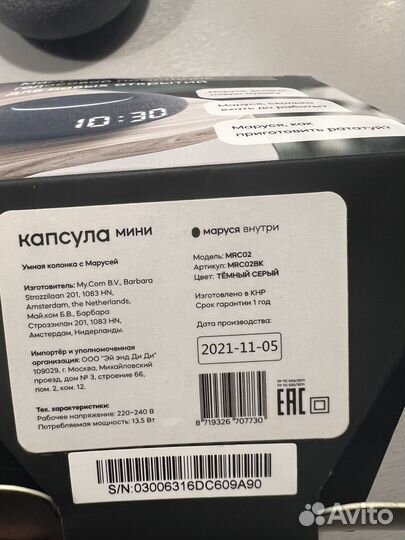 10:30
Маруся, сколько
ехать до работы?
Маруся, как
приготовить рататуй?
капсула мини
маруся внутри
Умная колонка с Марусей
Модель: MRC02
Артикул: MRC02BK
Цвет: ТЁМНЫЙ СЕРЫЙ
Изготовитель: My.Com B.V., Barbara
Strozzilaan 201, 1083 HN,
Amsterdam, the Netherlands,
Май.ком Б.В., Барбара
Строззилан 201, 1083 HN,
Амстердам, Нидерланды.
Изготовлено в КНР
Срок гарантии 1 год
Дата производства:
2021-11-05
Импортёр и уполномоченная
организация: ООО "Эй энд Ди Ди"
109074, г. Москва, Михайловский
проезд, дом № 3, строение 66,
пом. 2, ком. 12.
Тех. характеристики:
Рабочее напряжение: 220-240 В
Потребляемая мощность: 13.5 Вт
8 719326 707730
EAC
S/N:03006316DC609A90
Avito